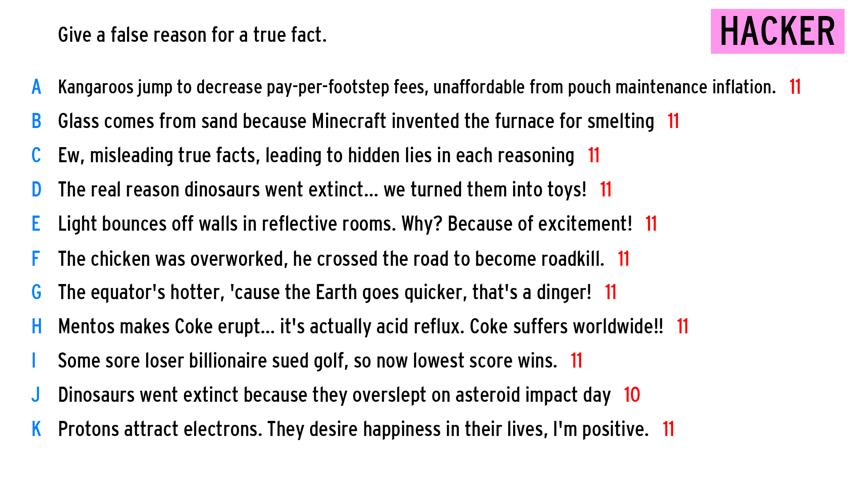 Give a false reason for a true fact.
HACKER
A Kangaroos jump to decrease pay-per-footstep fees, unaffordable from pouch maintenance inflation. 11
B Glass comes from sand because Minecraft invented the furnace for smelting 11
C Ew, misleading true facts, leading to hidden lies in each reasoning 11
D The real reason dinosaurs went extinct... we turned them into toys! 11
E Light bounces off walls in reflective rooms. Why? Because of excitement! 11
F The chicken was overworked, he crossed the road to become roadkill. 11
G The equator's hotter, 'cause the Earth goes quicker, that's a dinger! 11
H Mentos makes Coke erupt... it's actually acid reflux. Coke suffers worldwide!! 11
I Some sore loser billionaire sued golf, so now lowest score wins. 11
J Dinosaurs went extinct because they overslept on asteroid impact day 10
K Protons attract electrons. They desire happiness in their lives, I'm positive. 11